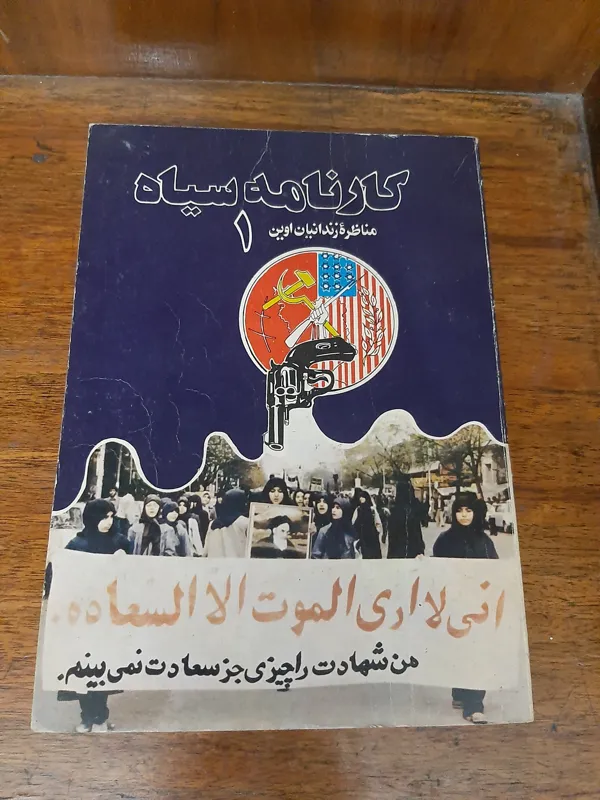 کارنامه سیاه
مناظرهٔ زندانیان اوین
۱
انی لا اری الموت الا السعاده.
من شهادت را چیزی جز سعادت نمی بینم.